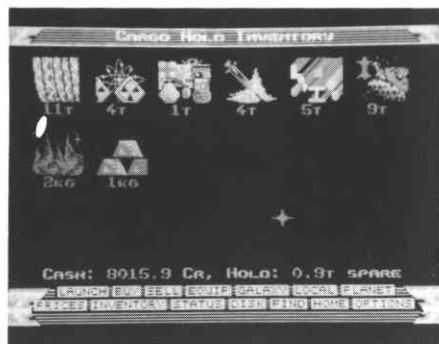 Cargo Hold Inventory
11T 4T 1T 4T 5T 9T
2KG 1KG
Cash: 8015.9 Cr, Hold: 0.9T spare
LAUNCH BUY SELL EQUIP GALAXY LOCAL PLANET
PRICES INVENTORY STATUS DISK FIND HOME OPTIONS